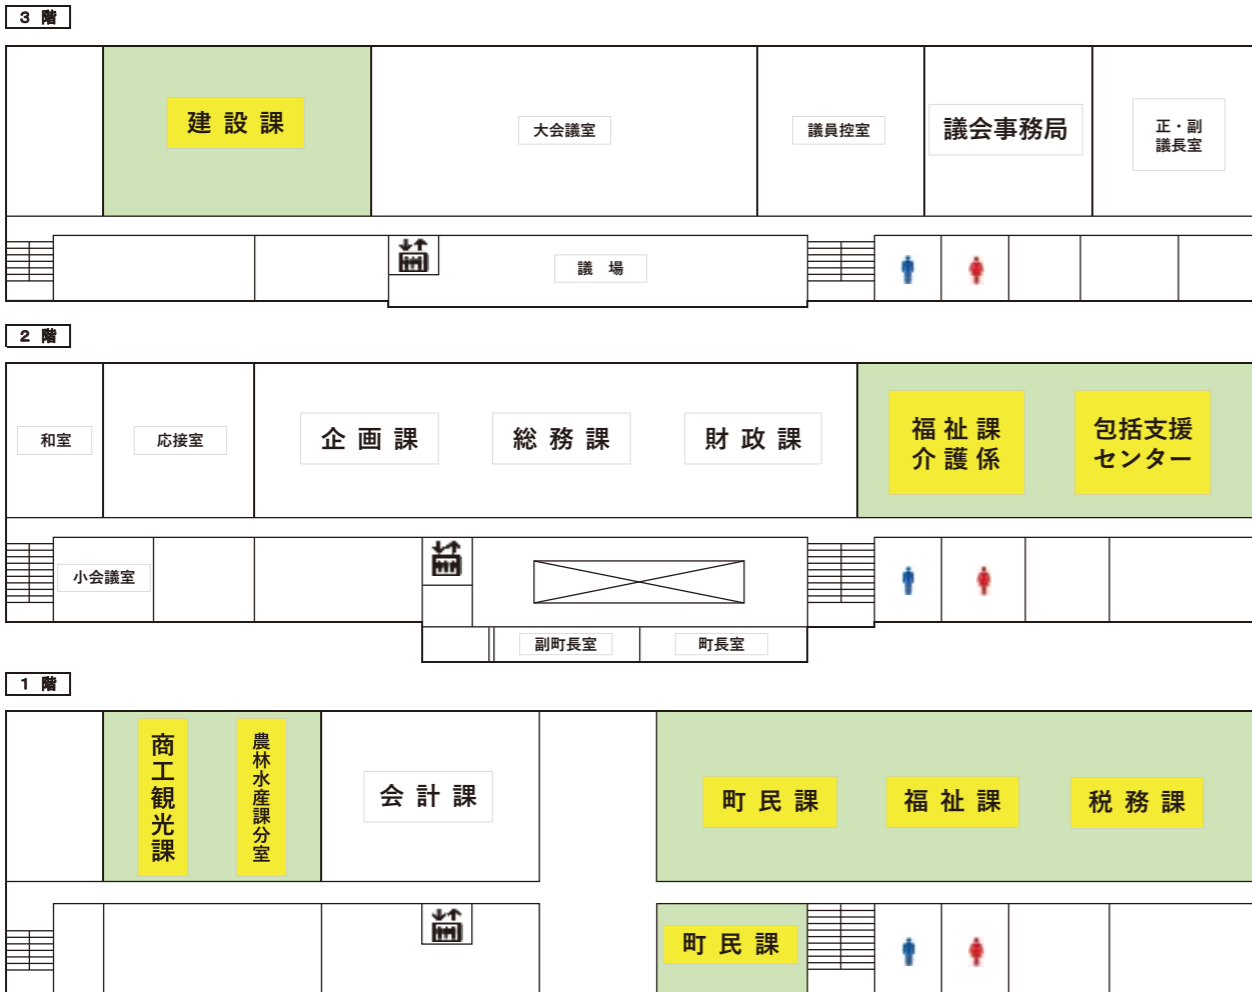 3 階
建 設 課
大会議室
議員控室
議会事務局
正・副
議長室
議 場
2 階
和室
応接室
企 画 課
総 務 課
財 政 課
福 祉 課
介 護 係
包括支援
センター
小会議室
副町長室
町長室
1 階
商工観光課
農林水産課分室
会 計 課
町 民 課
福 祉 課
税 務 課
町 民 課